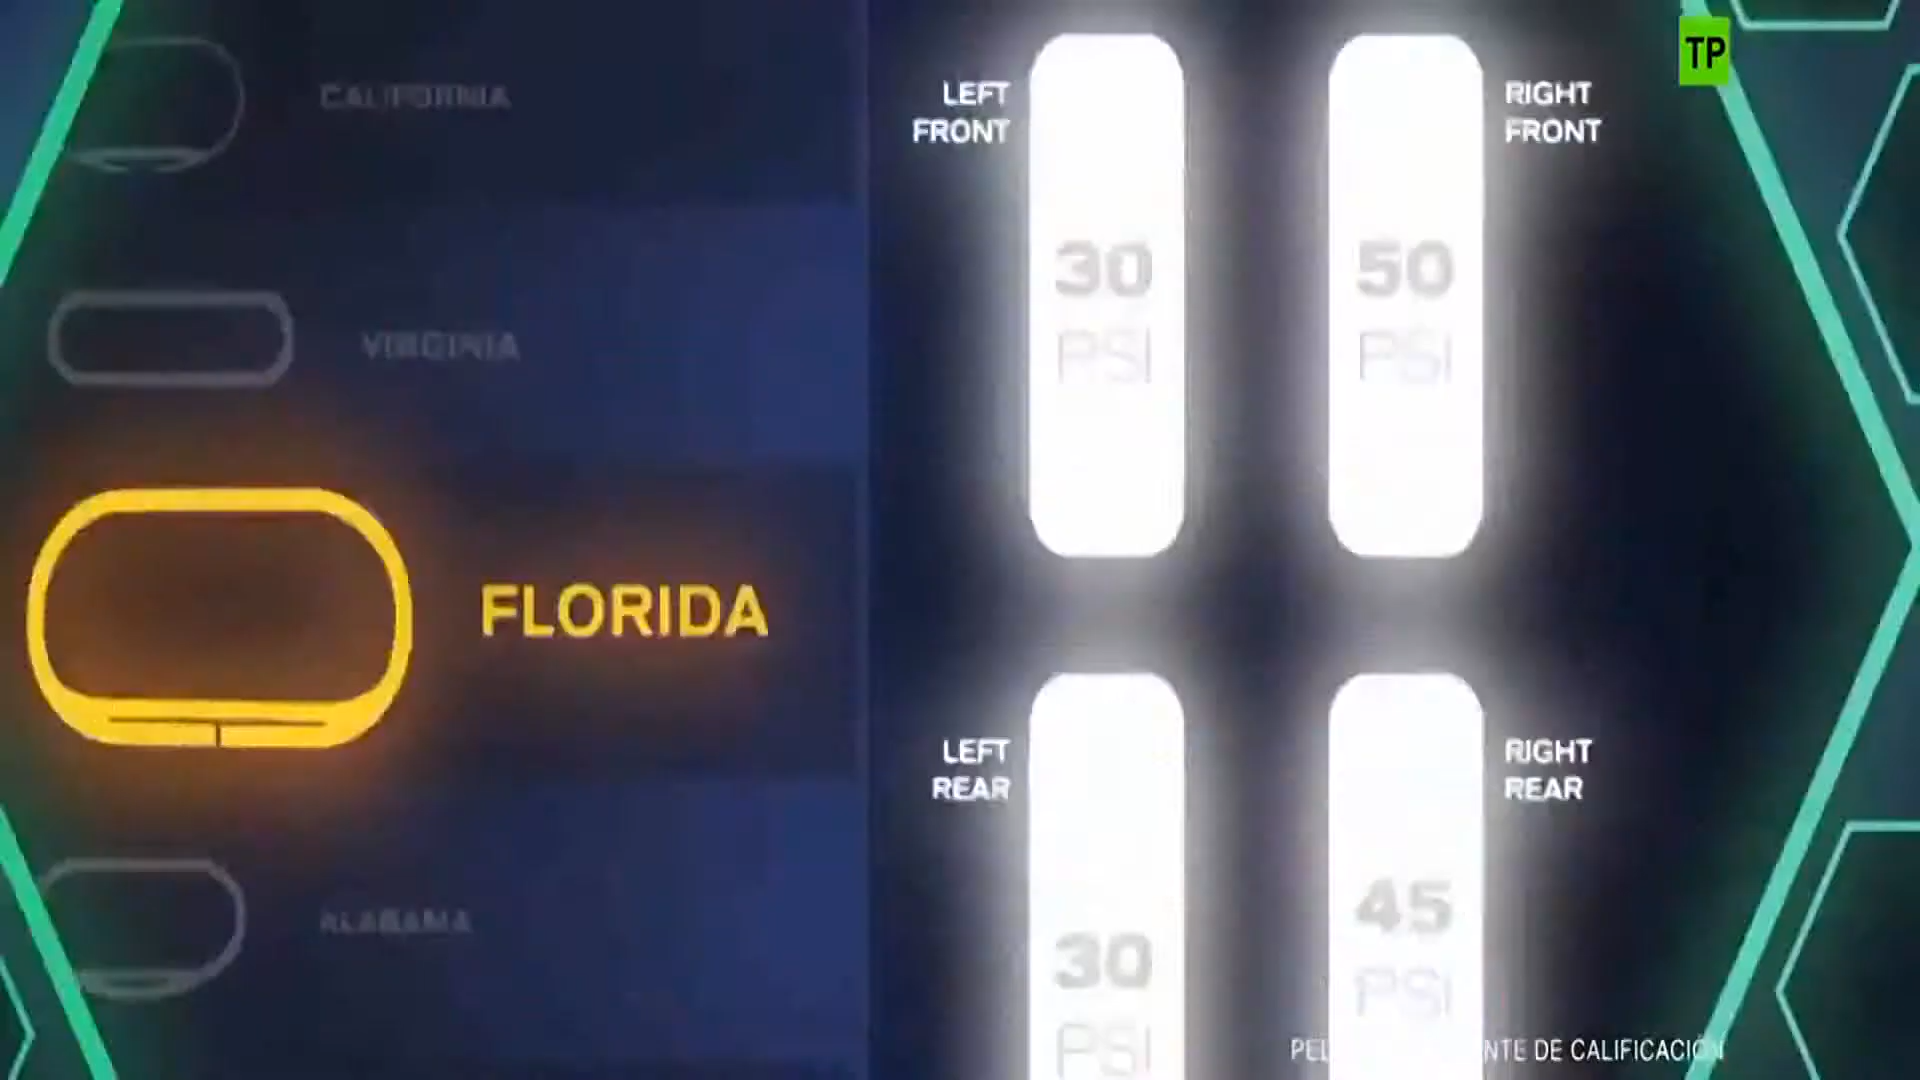 CALIFORNIA
VIRGINIA
FLORIDA
ALABAMA
LEFT
FRONT
30
PSI
50
PSI
RIGHT
FRONT
LEFT
REAR
30
PSI
45
PSI
RIGHT
REAR
TP
DE CALIFICACIÓN